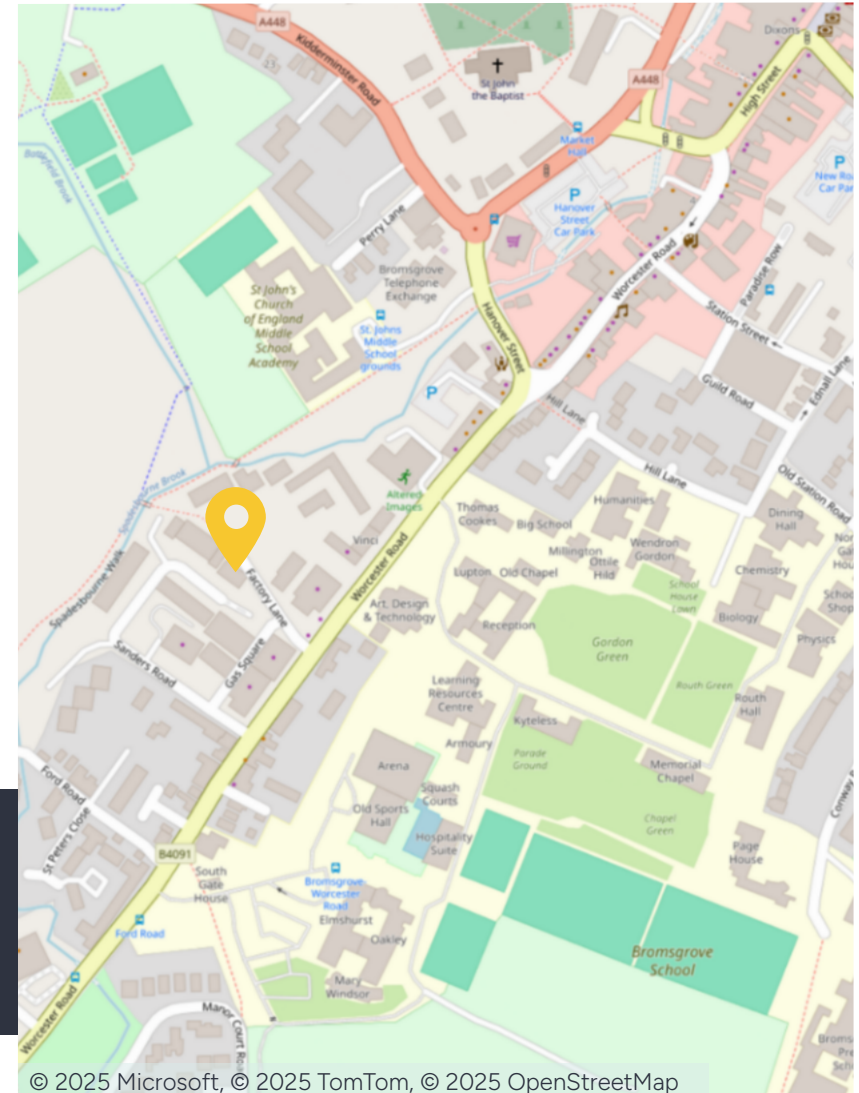 A448
Kidderminster Road
23
St John
the Baptist
A448
Dixons
High Street
Market
Hall
Hanover
Street
Car Park
P
P
New Ro
Car Par
Battlefield Brook
Perry Lane
Bromsgrove
Telephone
Exchange
St John's
Church
of England
Middle
School
Academy
St. Johns
Middle
School
grounds
Hanover Street
Worcester Road
4
Paradise Row
Station Street
Guild Road
Ednall Lane
P
Hill Lane
Hill Lane
Old Station Road
Altered
Images
Spadesbourne Brook
Vinci
Thomas
Cookes
Big School
Humanities
Dining
Hall
Millington
Ottile
Hild
Wendron
Gordon
Lupton
Old Chapel
Chemistry
School
House
Lawn
Biology
Physics
Spadesbourne Walk
Factory Lane
Worcester Road
Art, Design
& Technology
Reception
Gordon
Green
Routh Green
Routh
Hall
Sanders Road
Gas Square
Learning
Resources
Centre
Kyteless
Armoury
Parade
Ground
Memorial
Chapel
Arena
Squash
Courts
Old Sports
Hall
Hospitality
Suite
Chapel
Green
Page
House
Ford Road
St Peters Close
B4091
South
Gate
House
Bromsgrove
Worcester
Road
Elmshurst
Oakley
Ford Road
Mary
Windsor
Bromsgrove
School
Worcester Road
Manor Court Road
© 2025 Microsoft, © 2025 TomTom, © 2025 OpenStreetMap